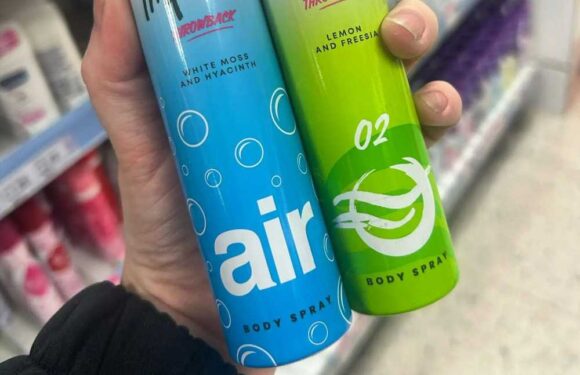 THROWBACK
WHITE MOSS
AND HYACINTH
air
BODY SPRAY
LEMON
AND FREESIA
02
BODY SPRAY